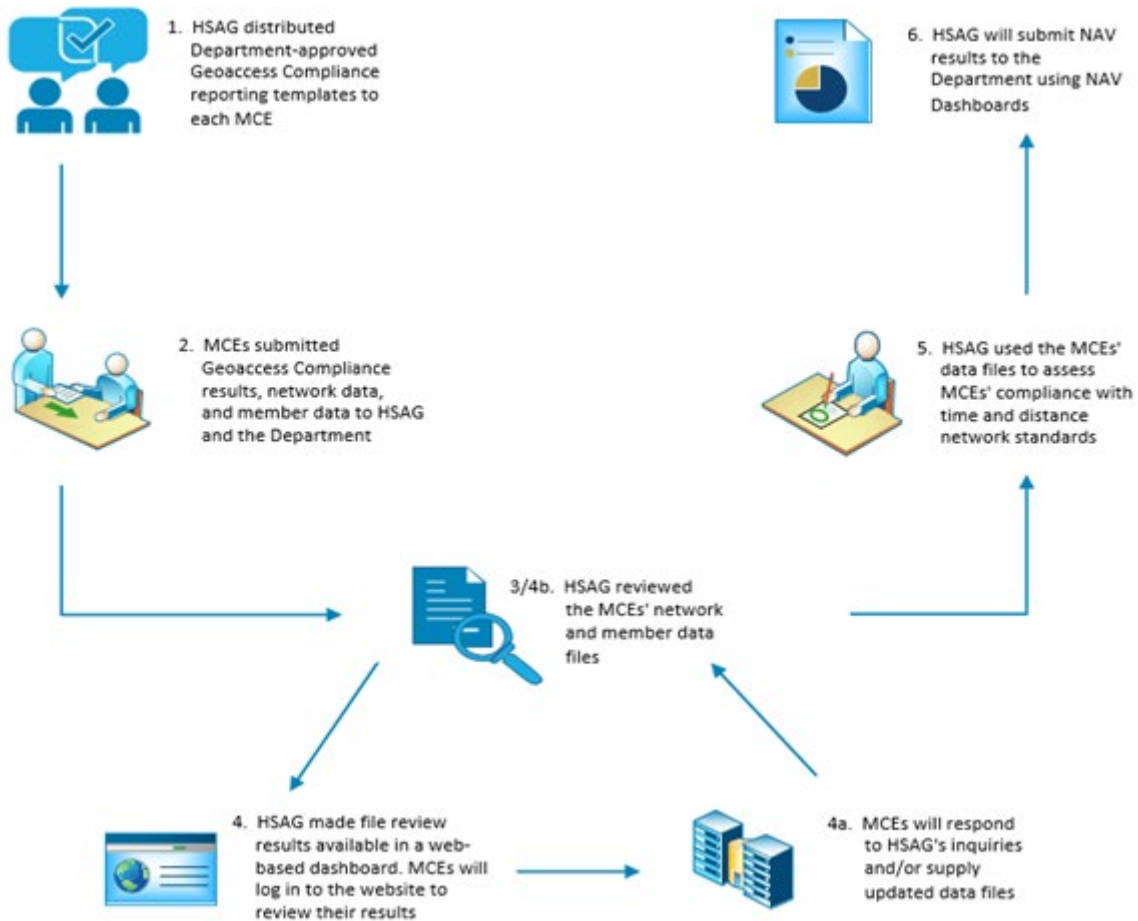 1. HSAG distributed
Department-approved
Geoaccess Compliance
reporting templates to
each MCE
2. MCEs submitted
Geoaccess Compliance
results, network data,
and member data to HSAG
and the Department
3/4b. HSAG reviewed
the MCEs' network
and member data
files
4. HSAG made file review
results available in a web-
based dashboard. MCEs will
log in to the website to
review their results
4a. MCEs will respond
to HSAG's inquiries
and/or supply
updated data files
5. HSAG used the MCEs'
data files to assess
MCEs' compliance with
time and distance
network standards
6. HSAG will submit NAV
results to the
Department using NAV
Dashboards